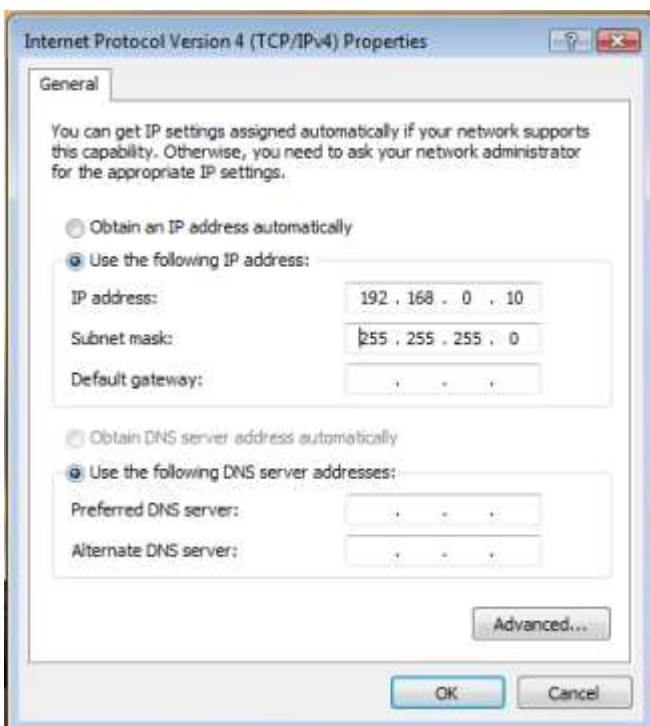 Internet Protocol Version 4 (TCP/IPv4) Properties
General
You can get IP settings assigned automatically if your network supports
this capability. Otherwise, you need to ask your network administrator
for the appropriate IP settings.
Obtain an IP address automatically
Use the following IP address:
IP address: 192 . 168 . 0 . 10
Subnet mask: 255 . 255 . 255 . 0
Default gateway: . . .
Obtain DNS server address automatically
Use the following DNS server addresses:
Preferred DNS server: . . .
Alternate DNS server: . . .
Advanced...
OK Cancel